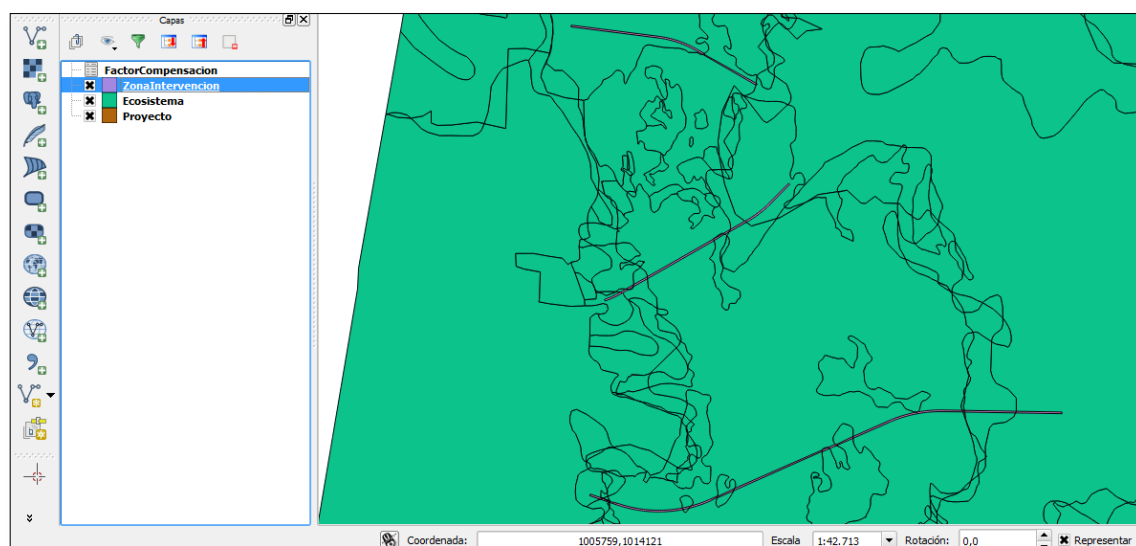 Capas
FactorCompensacion
ZonaIntervencion
Ecosistema
Proyecto
Coordenada: 1005759,1014121 Escala 1:42.713 Rotación: 0,0 Representar